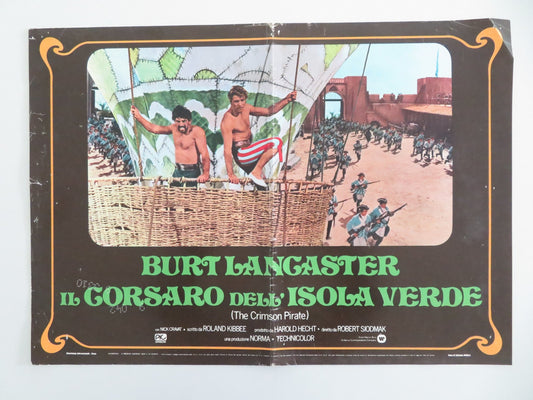 BURT LANCASTER
IL CORSARO DELL'ISOLA VERDE
(The Crimson Pirate)
con NICK CRAVAT • scritto da ROLAND KIBBEE prodotto da HAROLD HECHT • diretto da ROBERT SIODMAK
una produzione NORMA • TECHNICOLOR